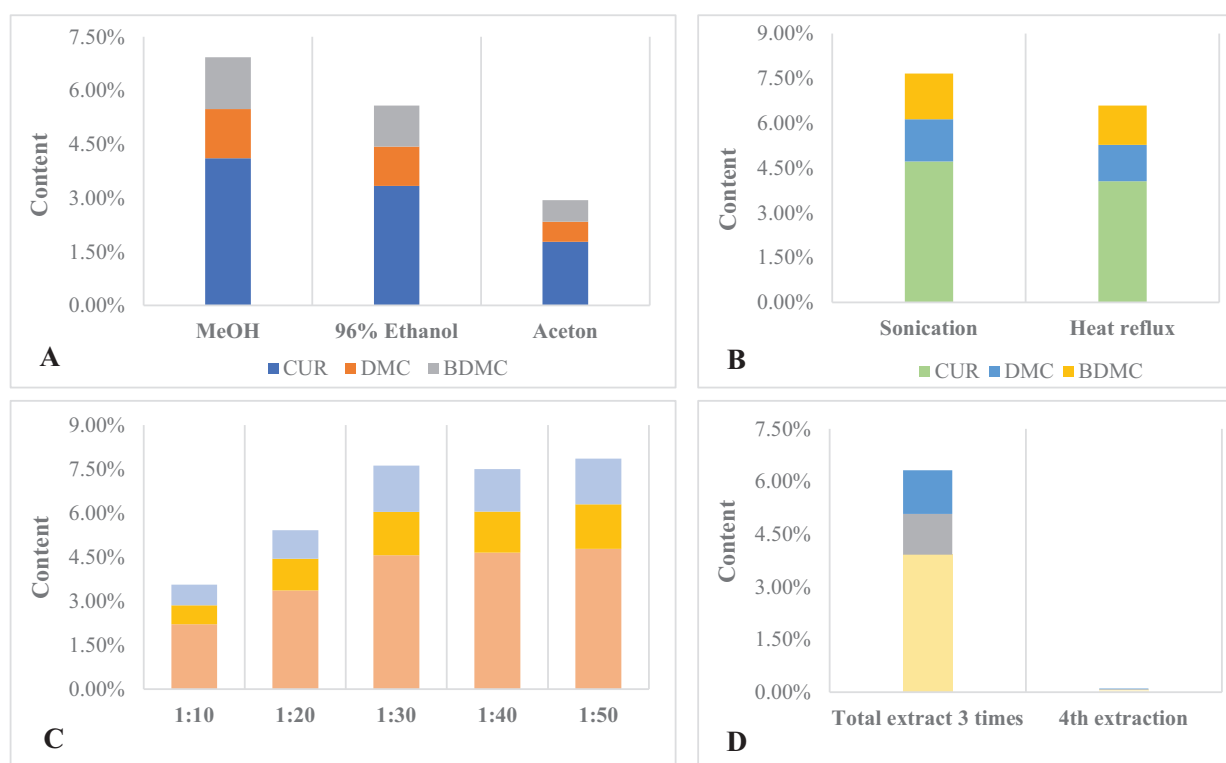 7.50%
6.00%
4.50%
3.00%
1.50%
0.00%
Content
MeOH 96% Ethanol Aceton
A
CUR DMC BDMC
9.00%
7.50%
6.00%
4.50%
3.00%
1.50%
0.00%
Content
Sonication Heat reflux
B
CUR DMC BDMC
9.00%
7.50%
6.00%
4.50%
3.00%
1.50%
0.00%
Content
1:10 1:20 1:30 1:40 1:50
C
7.50%
6.00%
4.50%
3.00%
1.50%
0.00%
Content
Total extract 3 times 4th extraction
D